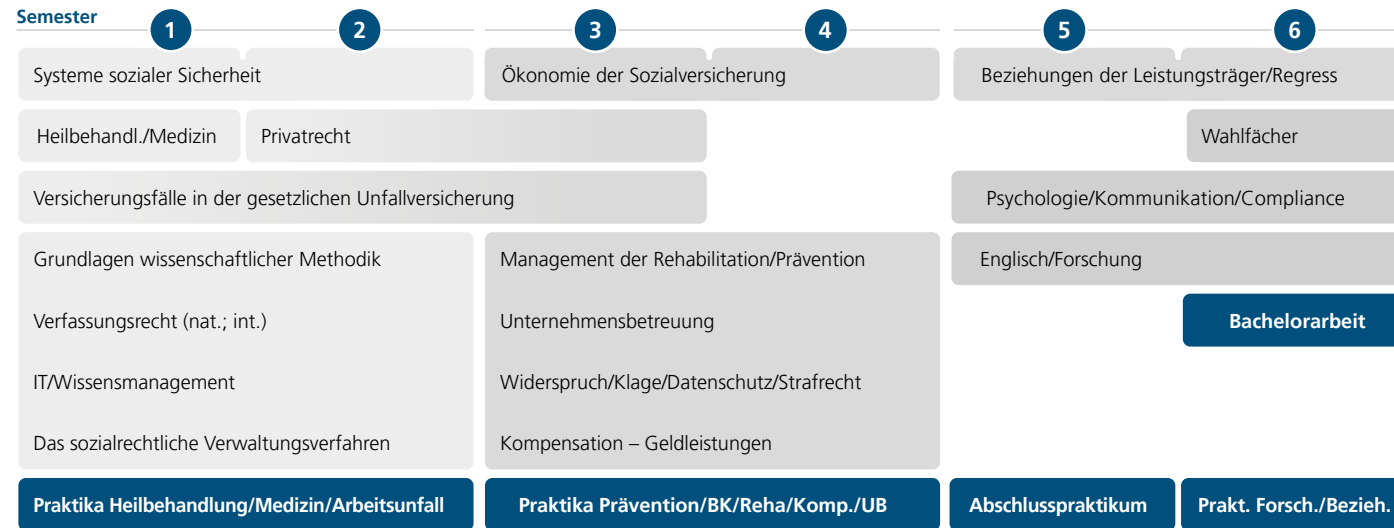 Semester
1 2 3 4 5 6
Systeme sozialer Sicherheit Ökonomie der Sozialversicherung Beziehungen der Leistungsträger/Regress
Heilbehandl./Medizin Privatrecht Wahlfächer
Versicherungsfälle in der gesetzlichen Unfallversicherung Psychologie/Kommunikation/Compliance
Grundlagen wissenschaftlicher Methodik Management der Rehabilitation/Prävention Englisch/Forschung
Verfassungsrecht (nat.; int.) Unternehmensbetreuung Bachelorarbeit
IT/Wissensmanagement Widerspruch/Klage/Datenschutz/Strafrecht
Das sozialrechtliche Verwaltungsverfahren Kompensation – Geldleistungen
Praktika Heilbehandlung/Medizin/Arbeitsunfall Praktika Prävention/BK/Reha/Komp./UB Abschlusspraktikum Prakt. Forsch./Bezieh.